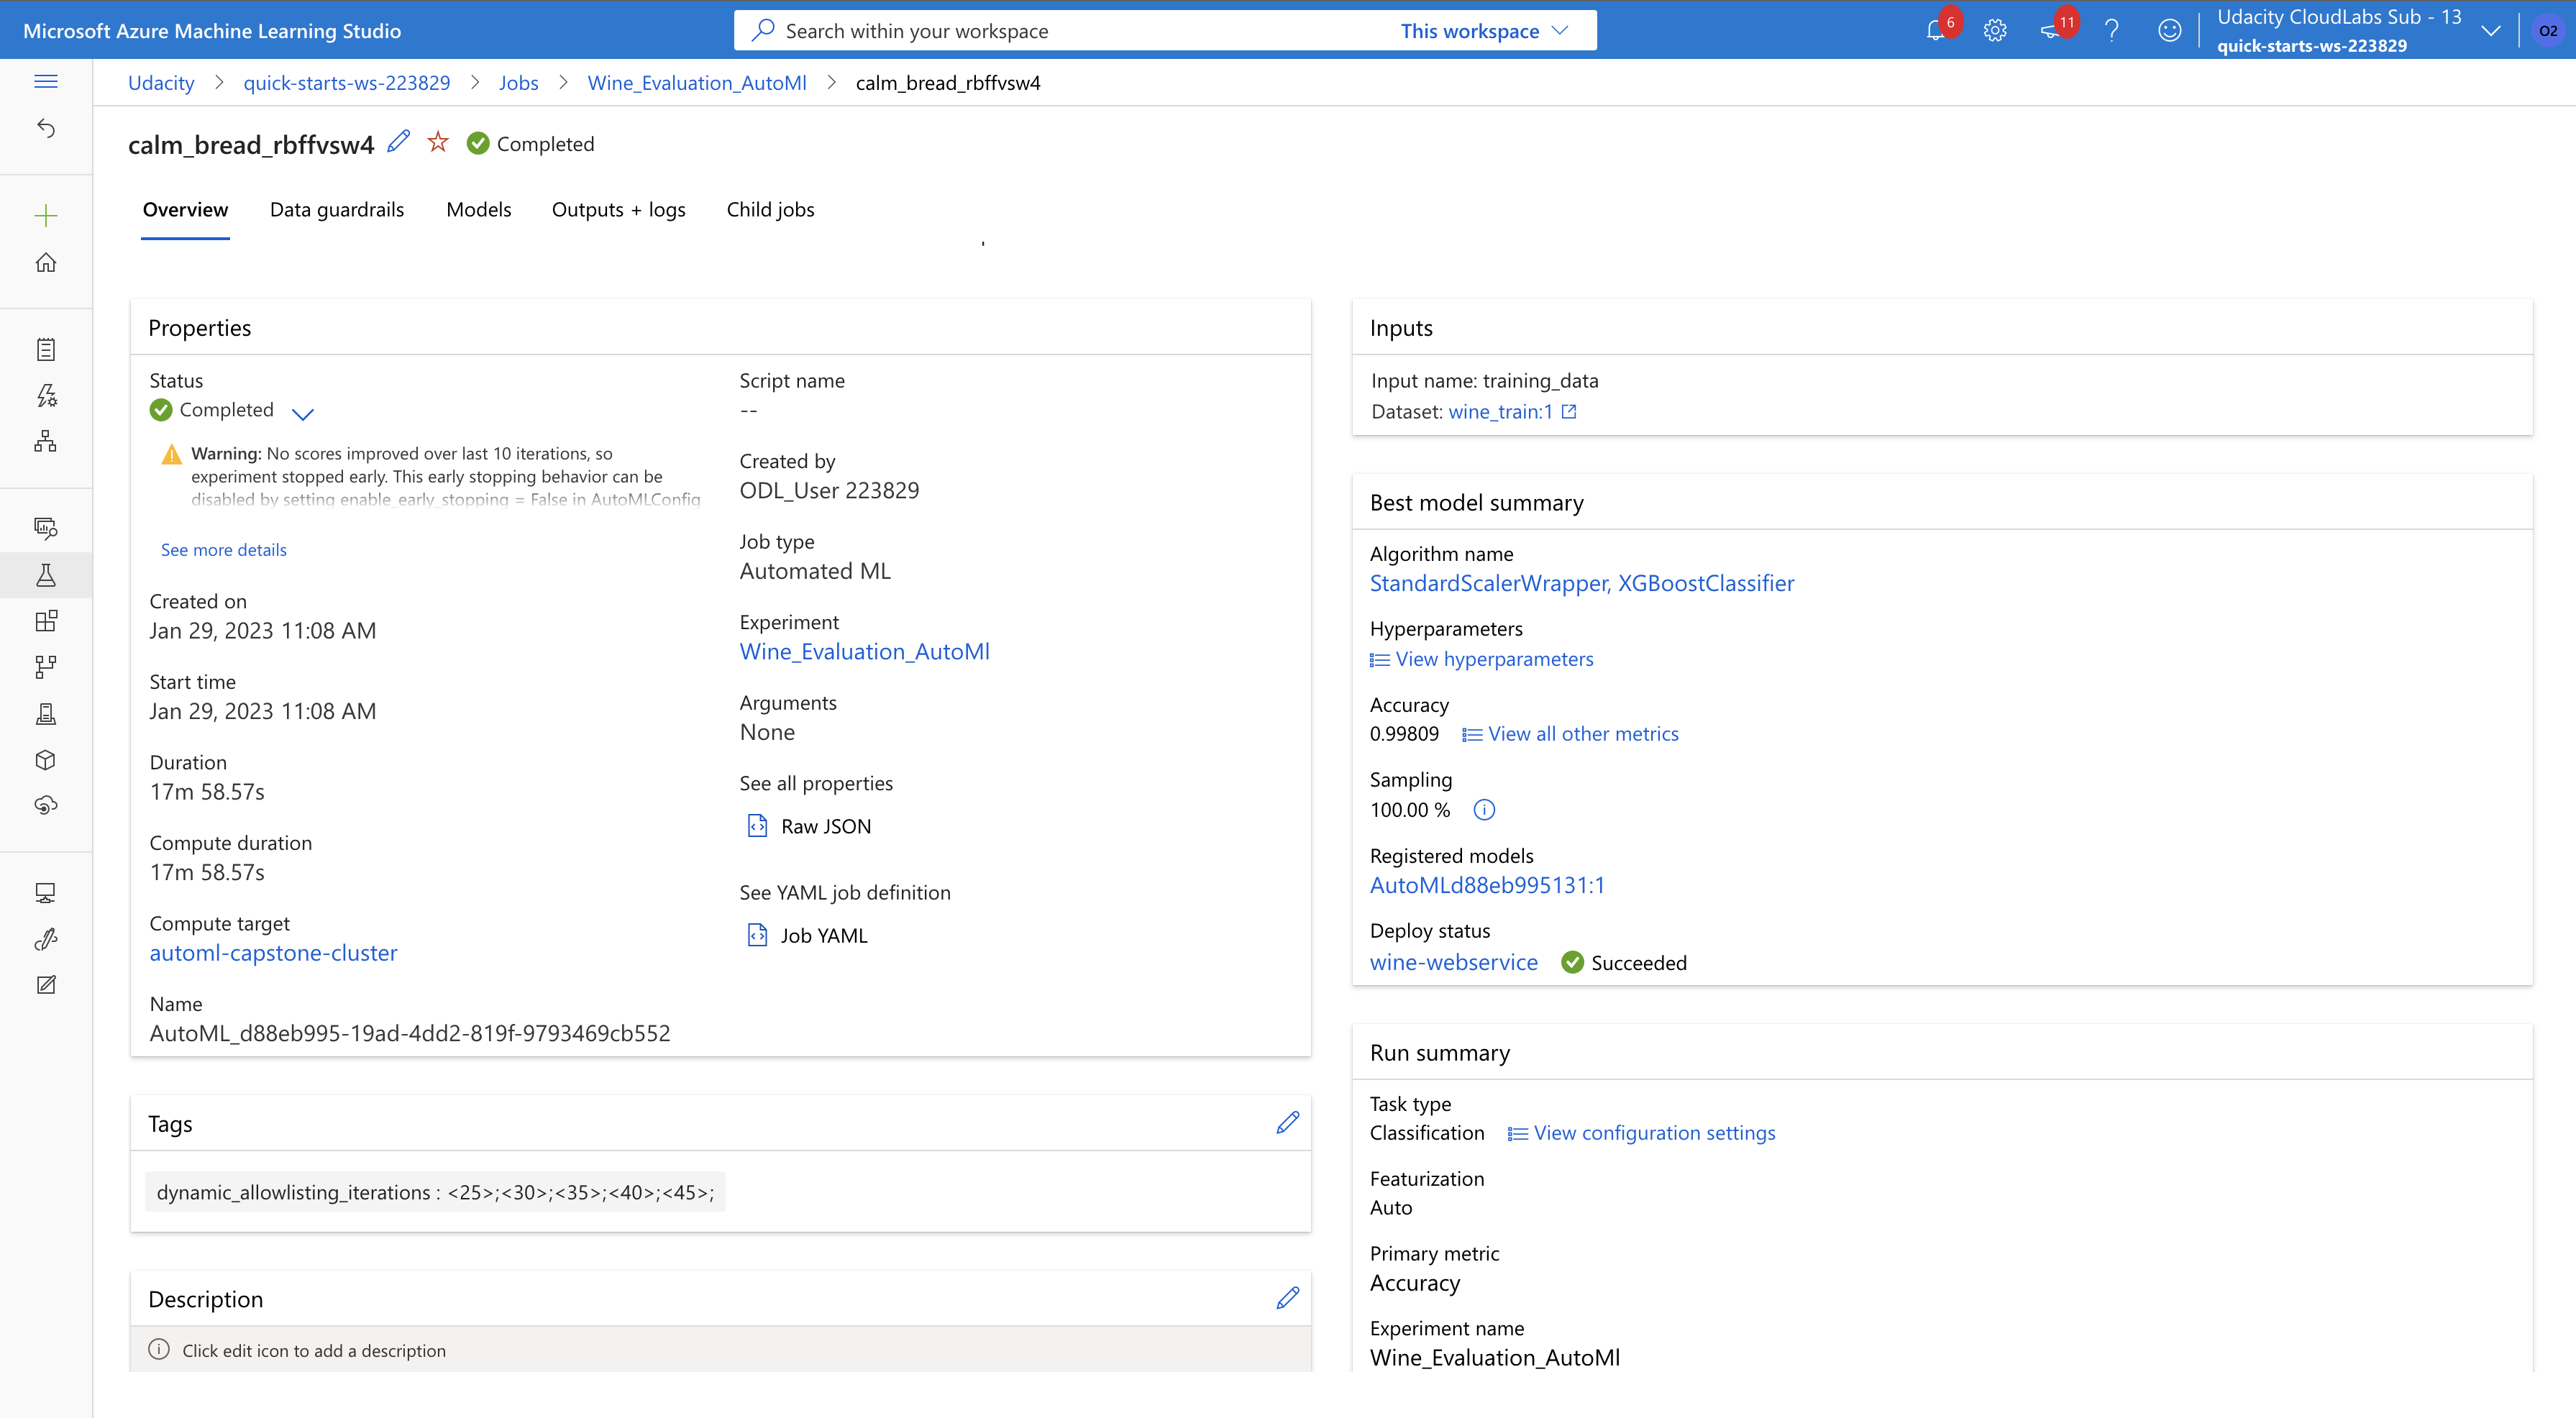 Microsoft Azure Machine Learning Studio
Search within your workspace
This workspace
6
11
Udacity CloudLabs Sub - 13
quick-starts-ws-223829
O2
Udacity > quick-starts-ws-223829 > Jobs > Wine_Evaluation_AutoMl > calm_bread_rbffvsw4
calm_bread_rbffvsw4
Completed
Overview
Data guardrails
Models
Outputs + logs
Child jobs
Properties
Status
Completed
Warning: No scores improved over last 10 iterations, so
experiment stopped early. This early stopping behavior can be
disabled by setting enable_early_stopping = False in AutoMLConfig
See more details
Created on
Jan 29, 2023 11:08 AM
Start time
Jan 29, 2023 11:08 AM
Duration
17m 58.57s
Compute duration
17m 58.57s
Compute target
automl-capstone-cluster
Name
AutoML_d88eb995-19ad-4dd2-819f-9793469cb552
Script name
--
Created by
ODL_User 223829
Job type
Automated ML
Experiment
Wine_Evaluation_AutoMl
Arguments
None
See all properties
Raw JSON
See YAML job definition
Job YAML
Tags
dynamic_allowlisting_iterations : <25>;<30>;<35>;<40>;<45>;
Description
Click edit icon to add a description
Inputs
Input name: training_data
Dataset: wine_train:1
Best model summary
Algorithm name
StandardScalerWrapper, XGBoostClassifier
Hyperparameters
View hyperparameters
Accuracy
0.99809
View all other metrics
Sampling
100.00 %
Registered models
AutoMLd88eb995131:1
Deploy status
wine-webservice
Succeeded
Run summary
Task type
Classification
View configuration settings
Featurization
Auto
Primary metric
Accuracy
Experiment name
Wine_Evaluation_AutoMl